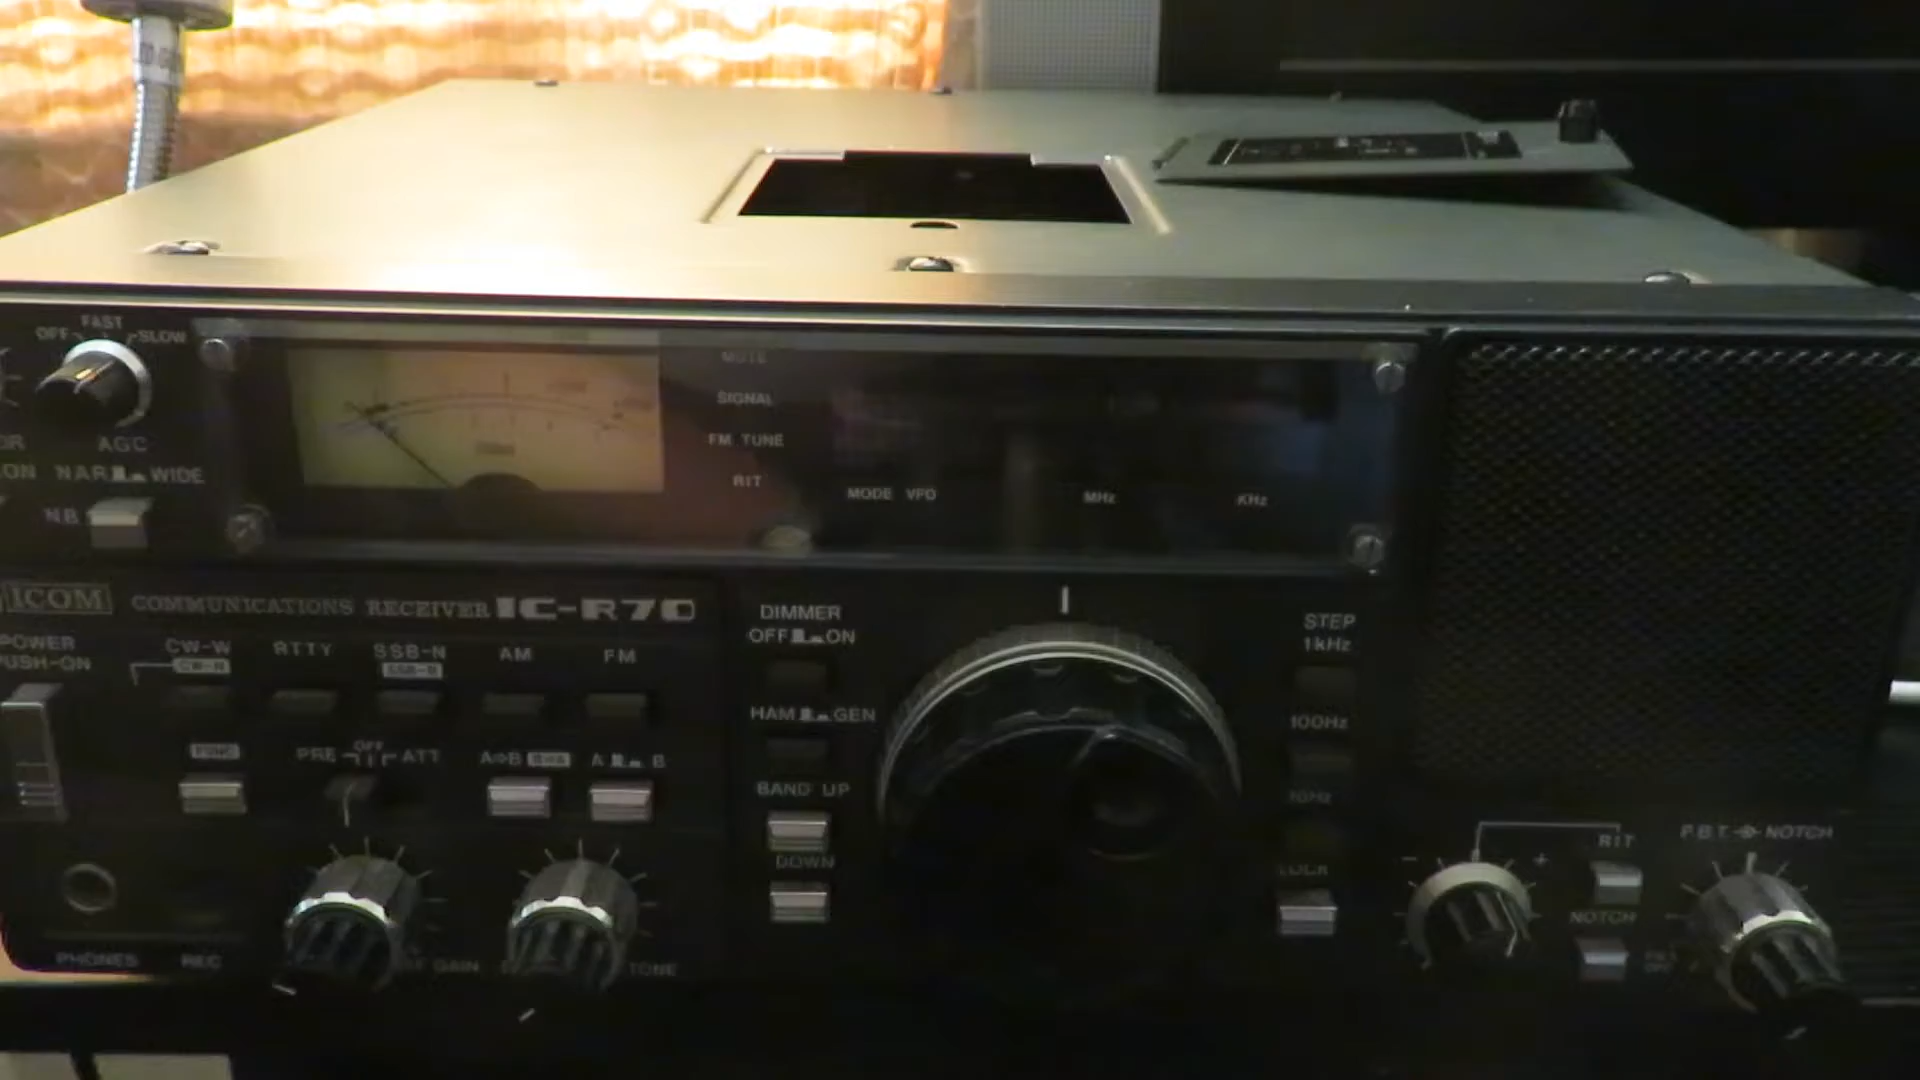 OFF FAST SLOW
AGC
NAR WIDE
NB
MUTE
SIGNAL
FM TUNE
RIT
MODE VFO MHz KHz
ICOM COMMUNICATIONS RECEIVER IC-R70
POWER
PUSH-ON
CW-W RTTY SSB-N AM FM
CW-N SSB-N
FUNC PRE OFF ATT A B A B
DIMMER
OFF ON
HAM GEN
BAND UP
DOWN
STEP
1kHz
100Hz
10Hz
LOCK
- + RIT
P.B.T. NOTCH
NOTCH
PHONES REC AF GAIN TONE